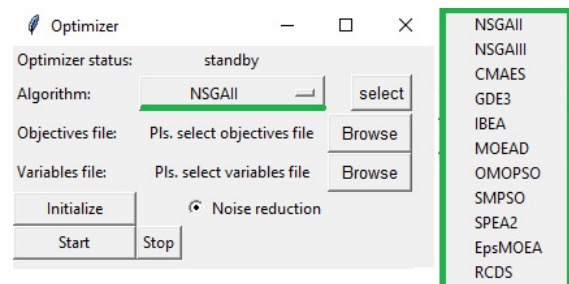 Optimizer
Optimizer status: standby
Algorithm: NSGAII select
Objectives file: Pls. select objectives file Browse
Variables file: Pls. select variables file Browse
Initialize Noise reduction
Start Stop
NSGAII
NSGAIII
CMAES
GDE3
IBEA
MOEAD
OMOPSO
SMPSO
SPEA2
EpsMOEA
RCDS